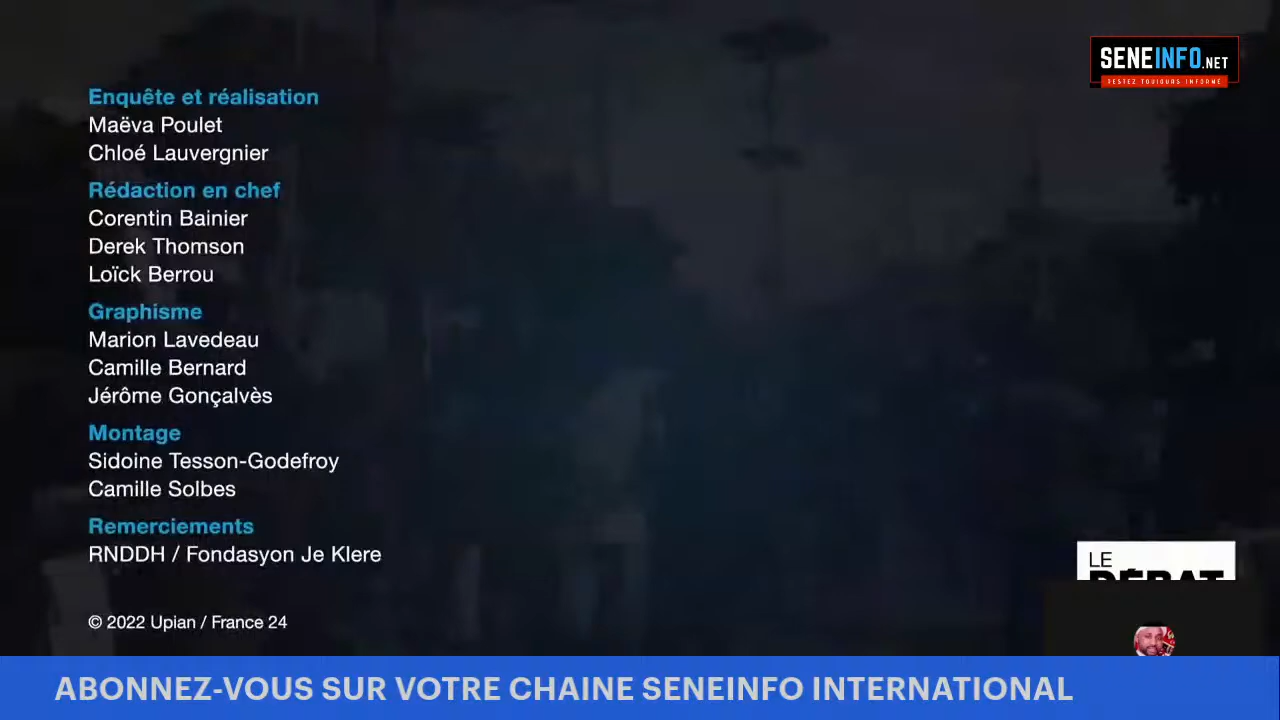 SENEINFO.NET
RESTEZ TOUJOURS INFORMÉ
Enquête et réalisation
Maëva Poulet
Chloé Lauvergnier
Rédaction en chef
Corentin Bainier
Derek Thomson
Loïck Berrou
Graphisme
Marion Lavedeau
Camille Bernard
Jérôme Gonçalvès
Montage
Sidoine Tesson-Godefroy
Camille Solbes
Remerciements
RNDDH / Fondasyon Je Klere
© 2022 Upian / France 24
LE
DÉBAT
ABONNEZ-VOUS SUR VOTRE CHAINE SENEINFO INTERNATIONAL